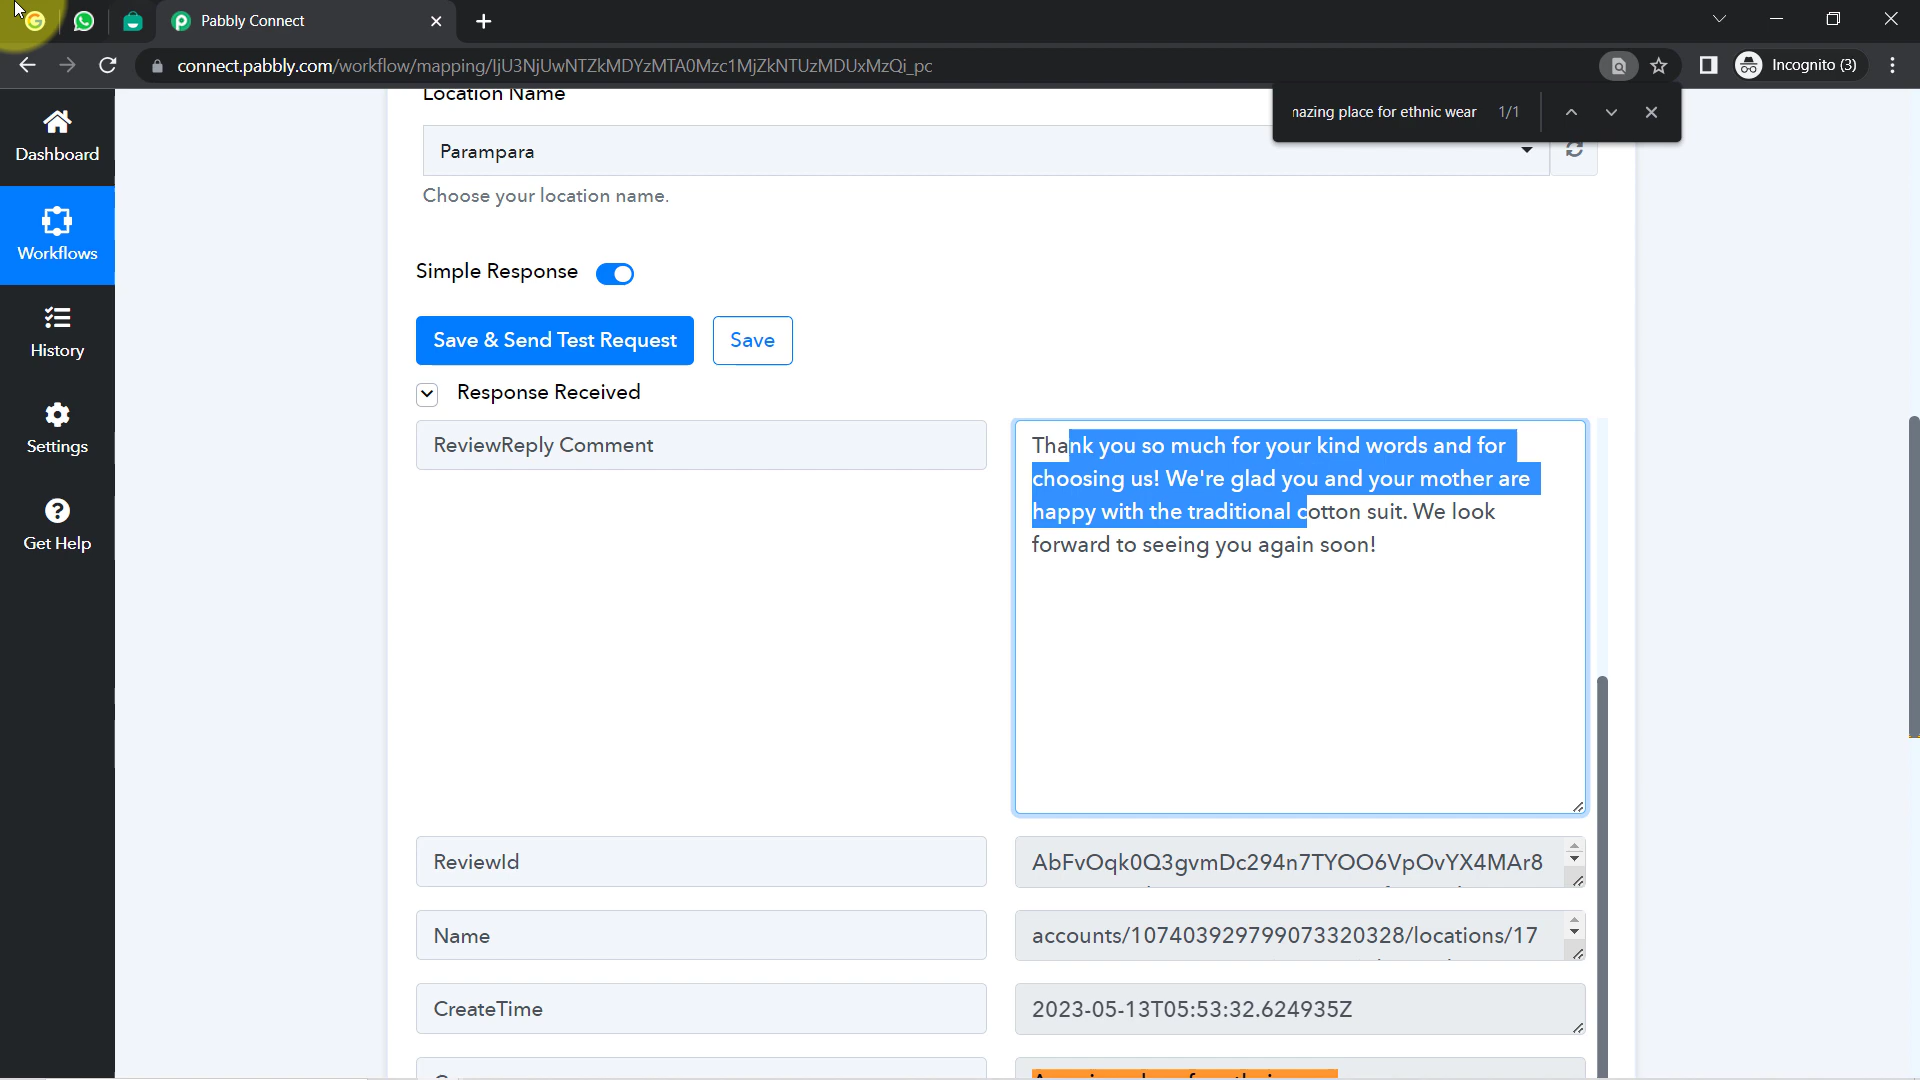 Pabbly Connect
connect.pabbly.com/workflow/mapping/IjU3NjUwNTZkMDYzMTA0Mzc1MjZkNTUzMDUxMzQi_pc
Incognito (3)
nazing place for ethnic wear 1/1
Dashboard
Workflows
History
Settings
Get Help
Location Name
Parampara
Choose your location name.
Simple Response
Save & Send Test Request
Save
Response Received
ReviewReply Comment
Thank you so much for your kind words and for
choosing us! We're glad you and your mother are
happy with the traditional cotton suit. We look
forward to seeing you again soon!
ReviewId
AbFvOqk0Q3gvmDc294n7TYOO6VpOvYX4MAr8
Name
accounts/107403929799073320328/locations/17
CreateTime
2023-05-13T05:53:32.624935Z